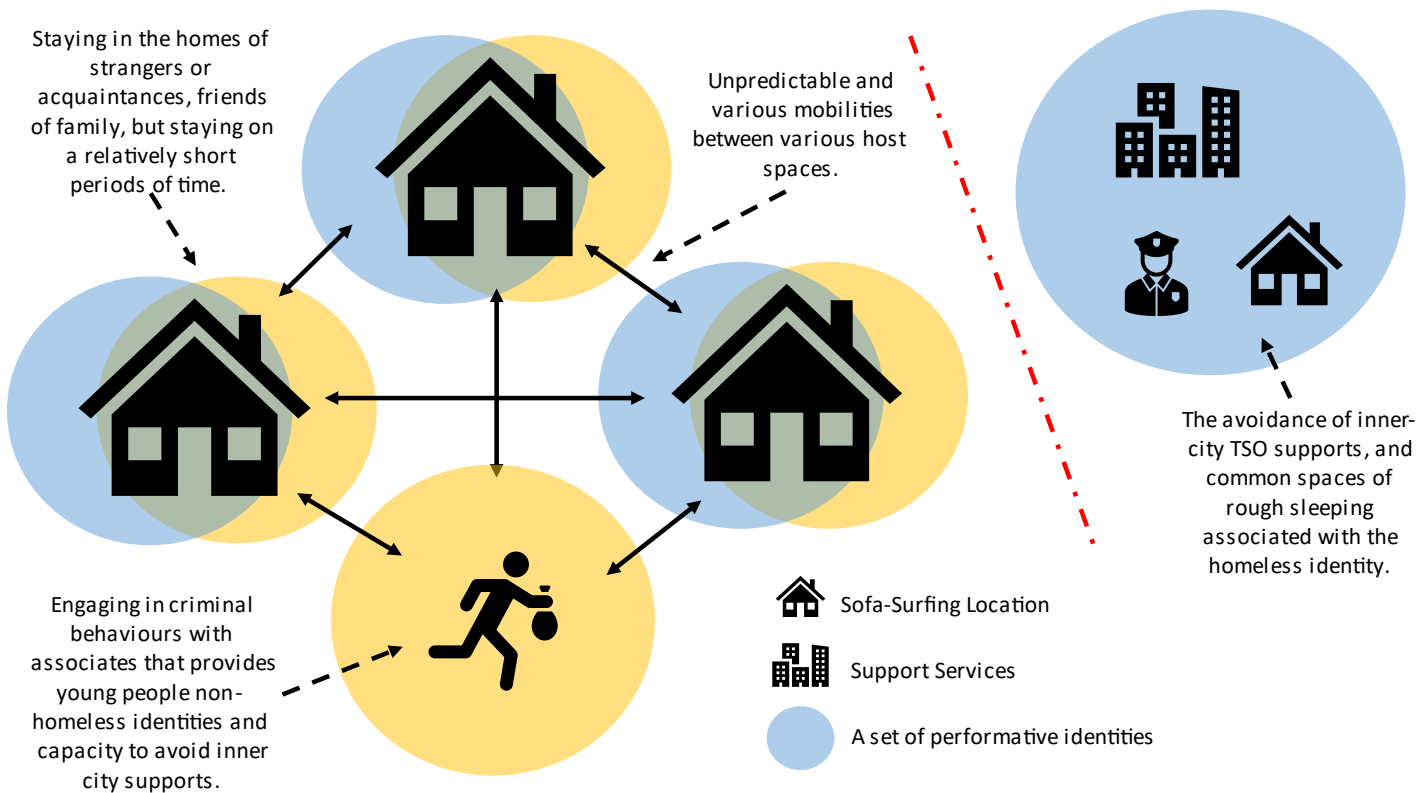 Staying in the homes of
strangers or
acquaintances, friends
of family, but staying on
a relatively short
periods of time.
Unpredictable and
various mobilities
between various host
spaces.
The avoidance of inner-
city TSO supports, and
common spaces of
rough sleeping
associated with the
homeless identity.
Engaging in criminal
behaviours with
associates that provides
young people non-
homeless identities and
capacity to avoid inner
city supports.
Sofa-Surfing Location
Support Services
A set of performative identities